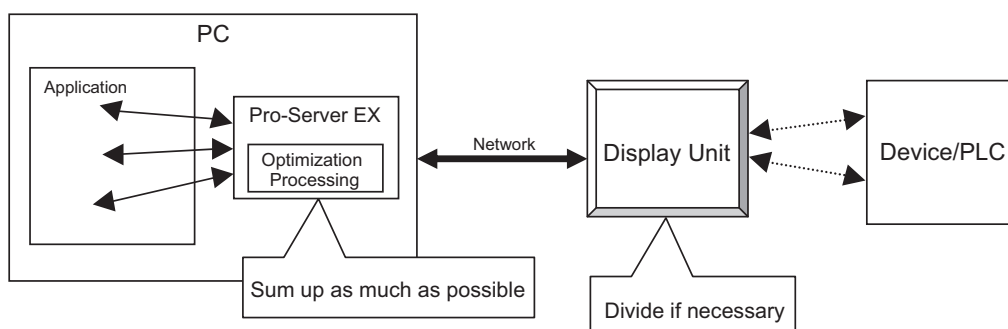 PC
Application
Pro-Server EX
Optimization
Processing
Network
Display Unit
Device/PLC
Sum up as much as possible
Divide if necessary